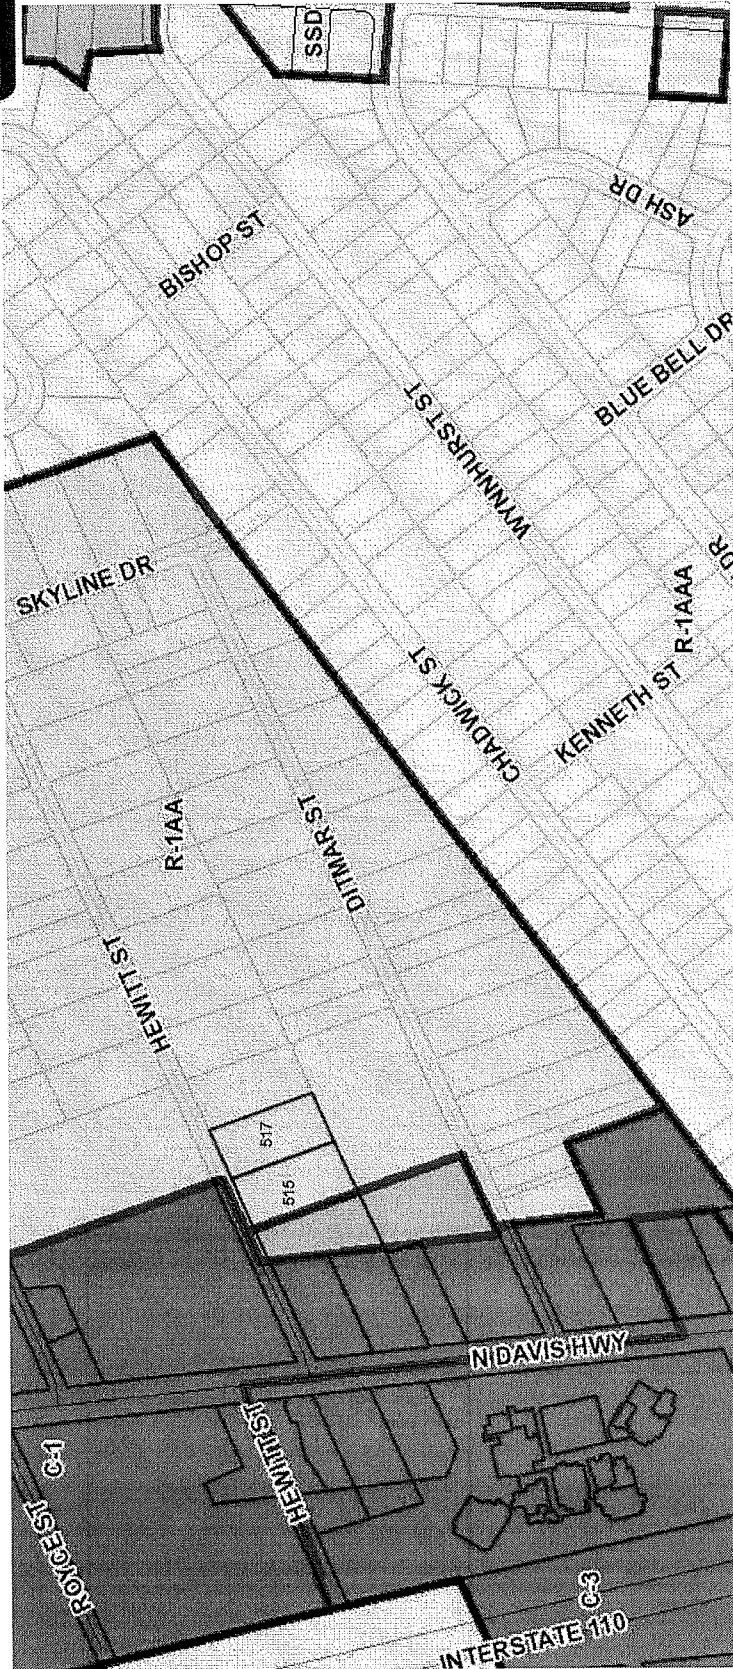 SSD
ASH DR
BISHOP ST
BLUE BELL DR
WYNNHURST ST
SKYLINE DR
DR
R-1AAA
CHADWICK ST
KENNETH ST
R-1AA
DITMAR ST
HEWITT ST
517
515
N DAVIS HWY
HEWITT ST
C-1
ROYCE ST
C-3
INTERSTATE 110